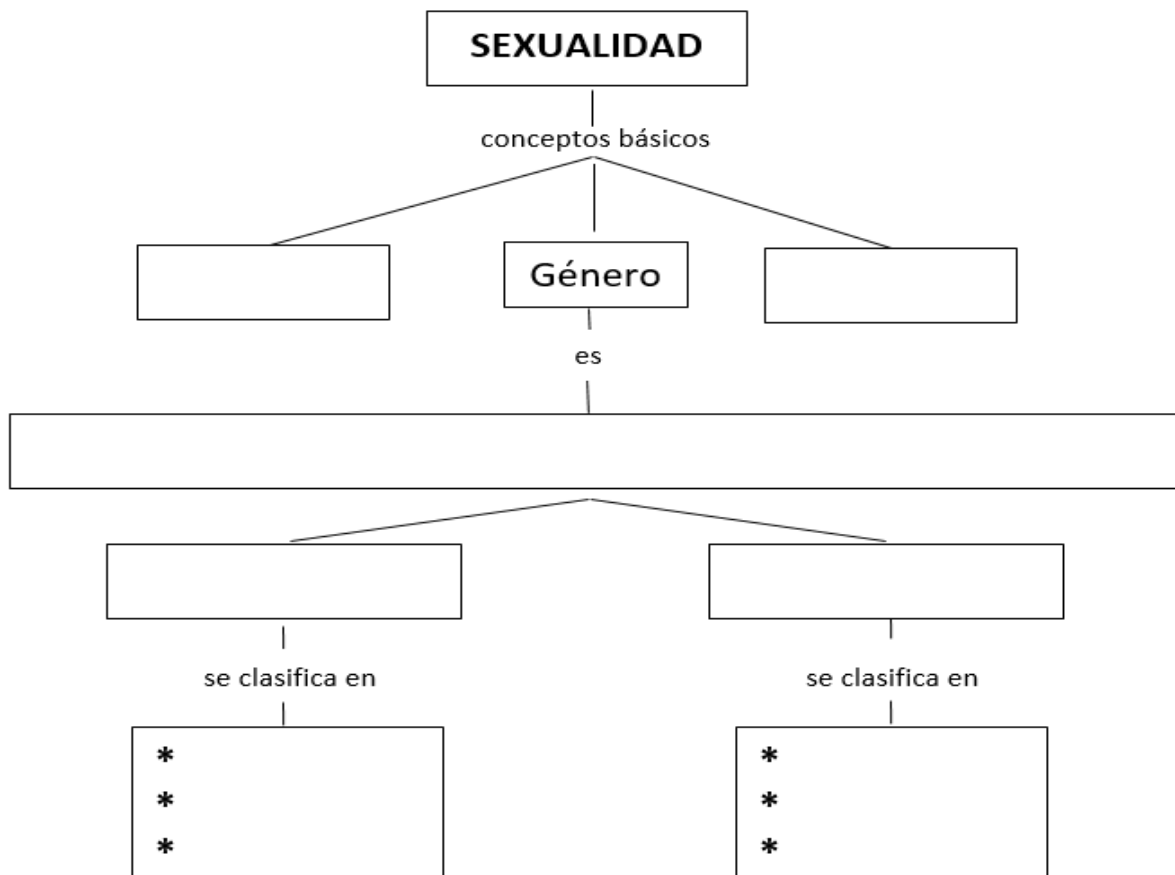 SEXUALIDAD
conceptos básicos
Género
es
se clasifica en
se clasifica en
*
*
*
*
*
*